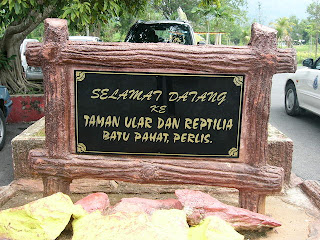 SELAMAT DATANG
KE
TAMAN ULAR DAN REPTILIA
BATU PAHAT, PERLIS.